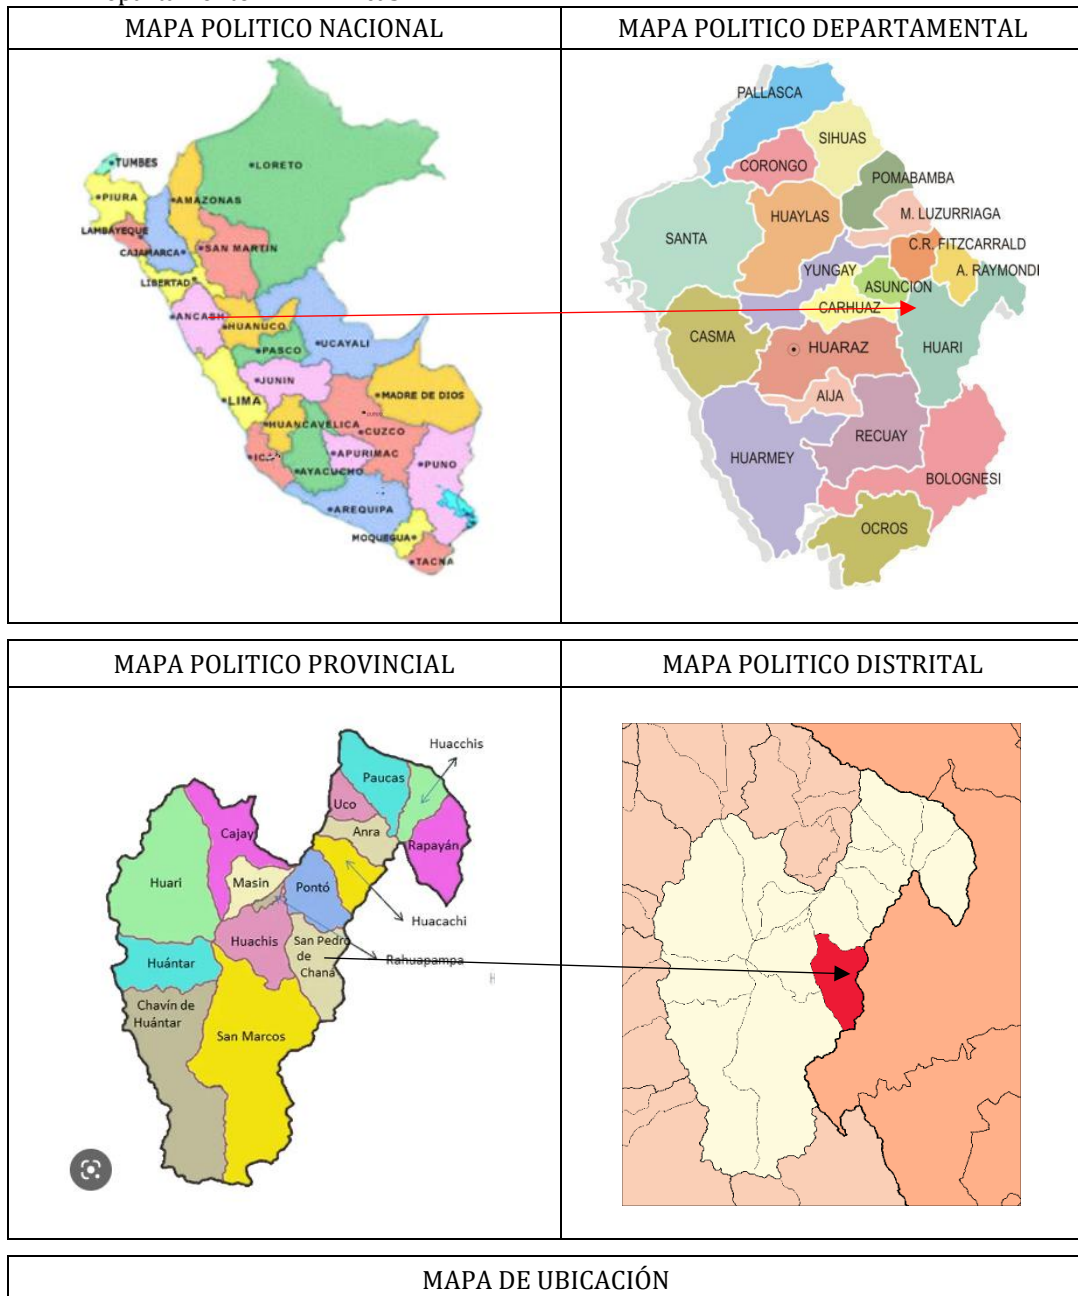 MAPA POLITICO NACIONAL
MAPA POLITICO DEPARTAMENTAL
TUMBES
LORETO
PIURA
AMAZONAS
LAMBAYEQUE
CAJAMARCA
SAN MARTIN
LIBERTAD
ANCASH
HUANUCO
UCAYALI
PASCO
JUNIN
LIMA
MADRE DE DIOS
HUANCAVELICA
CUZCO
APURIMAC
PUNO
AYACUCHO
AREQUIPA
MOQUEGUA
TACNA
PALLASCA
SIHUAS
CORONGO
POMABAMBA
HUAYLAS
M. LUZURRIAGA
SANTA
C.R. FITZCARRALD
YUNGAY
A. RAYMONDI
ASUNCION
CARHUAZ
CASMA
HUARAZ
HUARI
AIJA
RECUAY
HUARMEY
BOLOGNESI
OCROS
MAPA POLITICO PROVINCIAL
MAPA POLITICO DISTRITAL
Huacchis
Paucas
Uco
Anra
Cajay
Rapayán
Huari
Masin
Pontó
Huacachi
Huachis
San Pedro
de
Chaná
Rahuapampa
Huántar
Chavín de
Huántar
San Marcos
MAPA DE UBICACIÓN